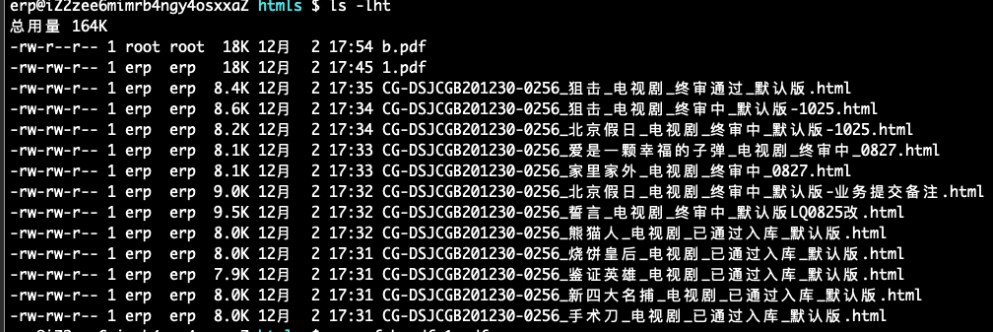 erp@iZ2zee6mimrb4ngy4osxxaZ htmls $ ls -lht
总用量 164K
-rw-r--r-- 1 root root 18K 12月 2 17:54 b.pdf
-rw-rw-r-- 1 erp erp 18K 12月 2 17:45 1.pdf
-rw-rw-r-- 1 erp erp 8.4K 12月 2 17:35 CG-DSJCGB201230-0256_狙击_电视剧_终审通过_默认版.html
-rw-rw-r-- 1 erp erp 8.6K 12月 2 17:34 CG-DSJCGB201230-0256_狙击_电视剧_终审中_默认版-1025.html
-rw-rw-r-- 1 erp erp 8.2K 12月 2 17:34 CG-DSJCGB201230-0256_北京假日_电视剧_终审中_默认版-1025.html
-rw-rw-r-- 1 erp erp 8.1K 12月 2 17:33 CG-DSJCGB201230-0256_爱是一颗幸福的子弹_电视剧_终审中_0827.html
-rw-rw-r-- 1 erp erp 8.1K 12月 2 17:33 CG-DSJCGB201230-0256_家里家外_电视剧_终审中_0827.html
-rw-rw-r-- 1 erp erp 9.0K 12月 2 17:32 CG-DSJCGB201230-0256_北京假日_电视剧_终审中_默认版-业务提交备注.html
-rw-rw-r-- 1 erp erp 9.5K 12月 2 17:32 CG-DSJCGB201230-0256_誓言_电视剧_终审中_默认版LQ0825改.html
-rw-rw-r-- 1 erp erp 8.0K 12月 2 17:32 CG-DSJCGB201230-0256_熊猫人_电视剧_已通过入库_默认版.html
-rw-rw-r-- 1 erp erp 8.0K 12月 2 17:31 CG-DSJCGB201230-0256_烧饼皇后_电视剧_已通过入库_默认版.html
-rw-rw-r-- 1 erp erp 7.9K 12月 2 17:31 CG-DSJCGB201230-0256_鉴证英雄_电视剧_已通过入库_默认版.html
-rw-rw-r-- 1 erp erp 8.0K 12月 2 17:31 CG-DSJCGB201230-0256_新四大名捕_电视剧_已通过入库_默认版.html
-rw-rw-r-- 1 erp erp 8.0K 12月 2 17:31 CG-DSJCGB201230-0256_手术刀_电视剧_已通过入库_默认版.html